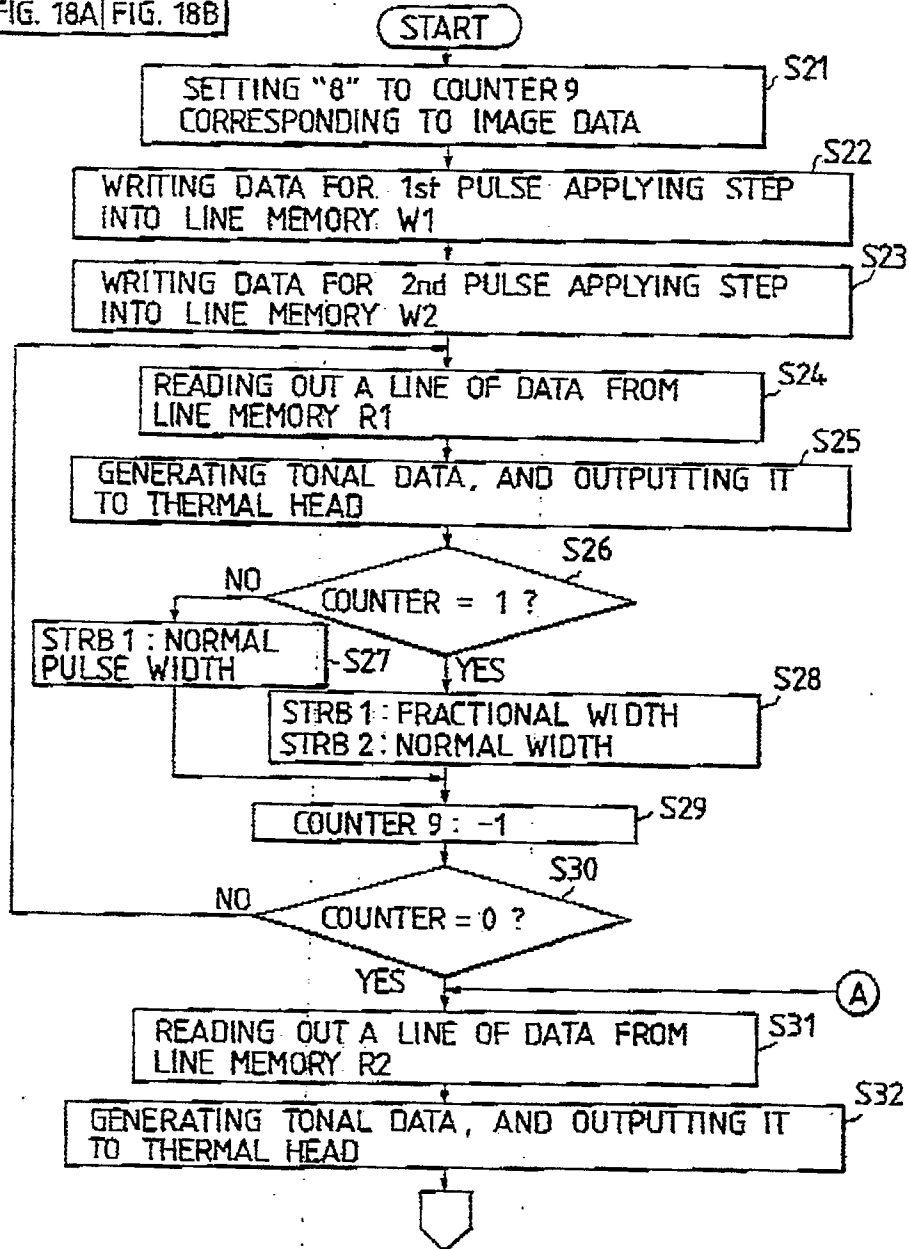 FIG. 18A FIG. 18B
START
S21
SETTING "8" TO COUNTER 9
CORRESPONDING TO IMAGE DATA
S22
WRITING DATA FOR 1st PULSE APPLYING STEP
INTO LINE MEMORY W1
S23
WRITING DATA FOR 2nd PULSE APPLYING STEP
INTO LINE MEMORY W2
S24
READING OUT A LINE OF DATA FROM
LINE MEMORY R1
S25
GENERATING TONAL DATA, AND OUTPUTTING IT
TO THERMAL HEAD
S26
NO
COUNTER = 1 ?
STRB 1 : NORMAL
PULSE WIDTH
S27
YES
S28
STRB 1 : FRACTIONAL WIDTH
STRB 2 : NORMAL WIDTH
S29
COUNTER 9 : -1
S30
NO
COUNTER = 0 ?
YES
A
S31
READING OUT A LINE OF DATA FROM
LINE MEMORY R2
S32
GENERATING TONAL DATA, AND OUTPUTTING IT
TO THERMAL HEAD